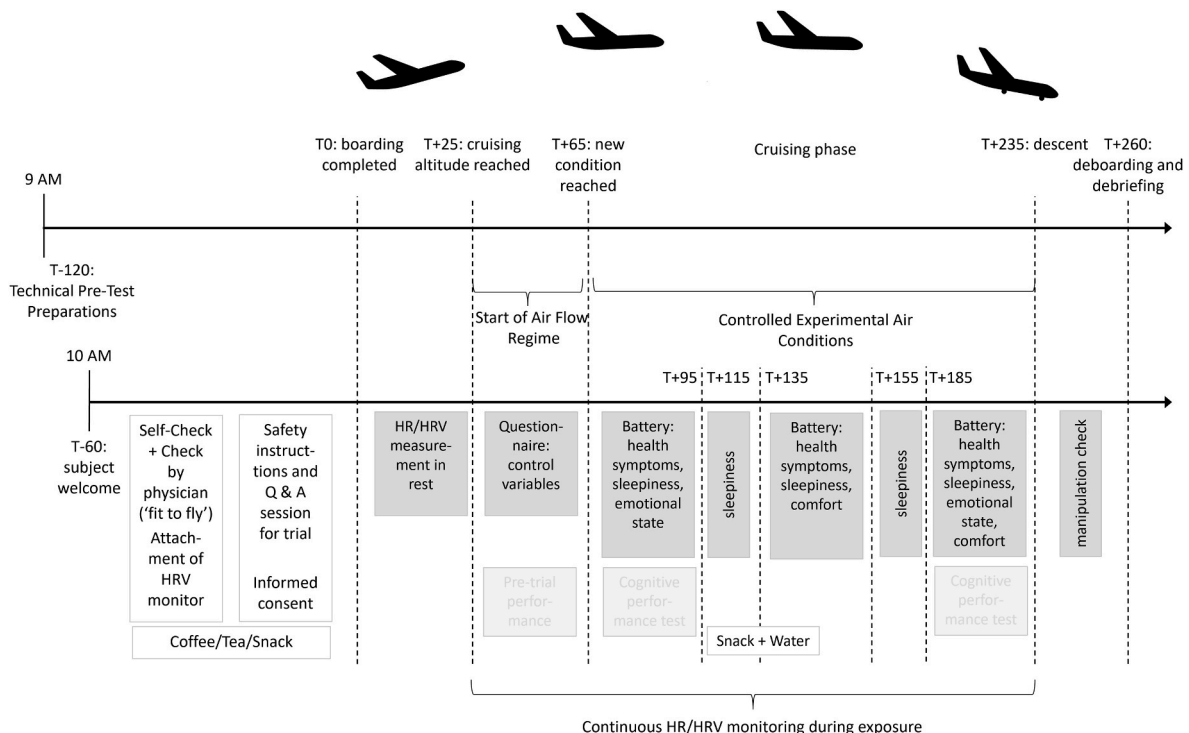 T0: boarding
completed
T+25: cruising
altitude reached
T+65: new
condition
reached
Cruising phase
T+235: descent
T+260:
deboarding and
debriefing
9 AM
T-120:
Technical Pre-Test
Preparations
Start of Air Flow
Regime
Controlled Experimental Air
Conditions
10 AM
T+95
T+115
T+135
T+155
T+185
T-60:
subject
welcome
Self-Check
+ Check
by
physician
('fit to fly')
Attach-
ment of
HRV
monitor
Safety
instruc-
tions and
Q & A
session
for trial
Informed
consent
Coffee/Tea/Snack
HR/HRV
measure-
ment in
rest
Question-
naire:
control
variables
Pre-trial
perfor-
mance
Battery:
health
symptoms,
sleepiness,
emotional
state
Cognitive
perfor-
mance test
sleepiness
Battery:
health
symptoms,
sleepiness,
comfort
Snack + Water
sleepiness
Battery:
health
symptoms,
sleepiness,
emotional
state,
comfort
Cognitive
perfor-
mance test
manipulation check
Continuous HR/HRV monitoring during exposure